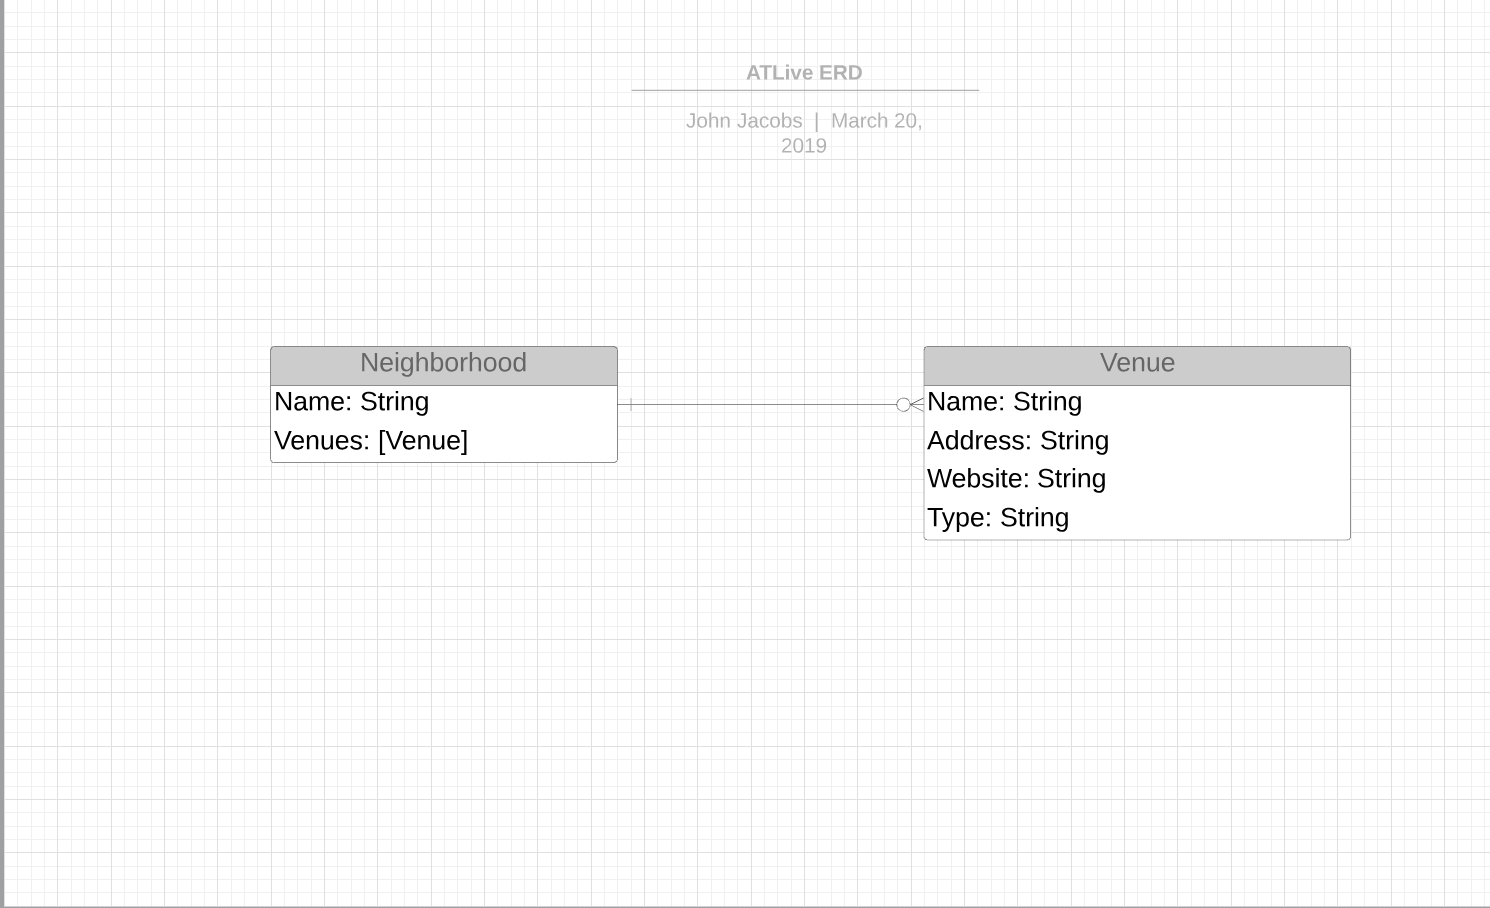 ATLive ERD
John Jacobs | March 20,
2019
Neighborhood
Name: String
Venues: [Venue]
Venue
Name: String
Address: String
Website: String
Type: String